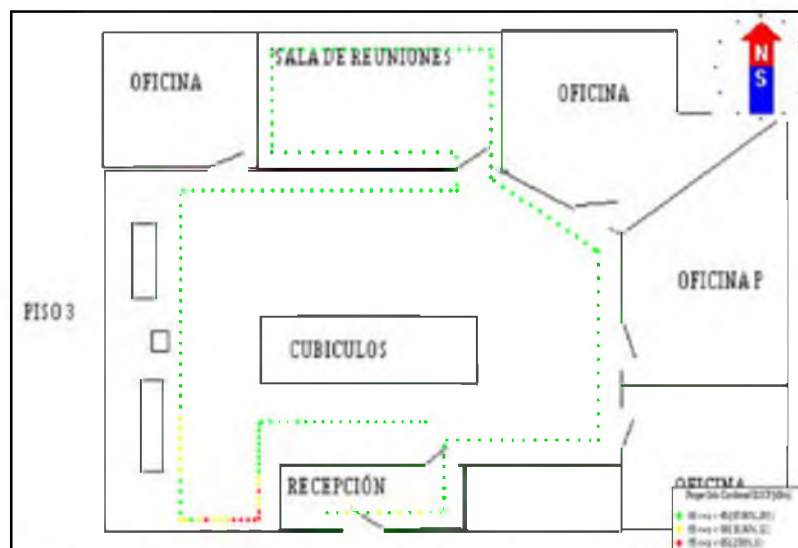 N
S
OFICINA
SALA DE REUNIONES
OFICINA
OFICINA P
PISO 3
CUBICULOS
RECEPCIÓN
OFICINA